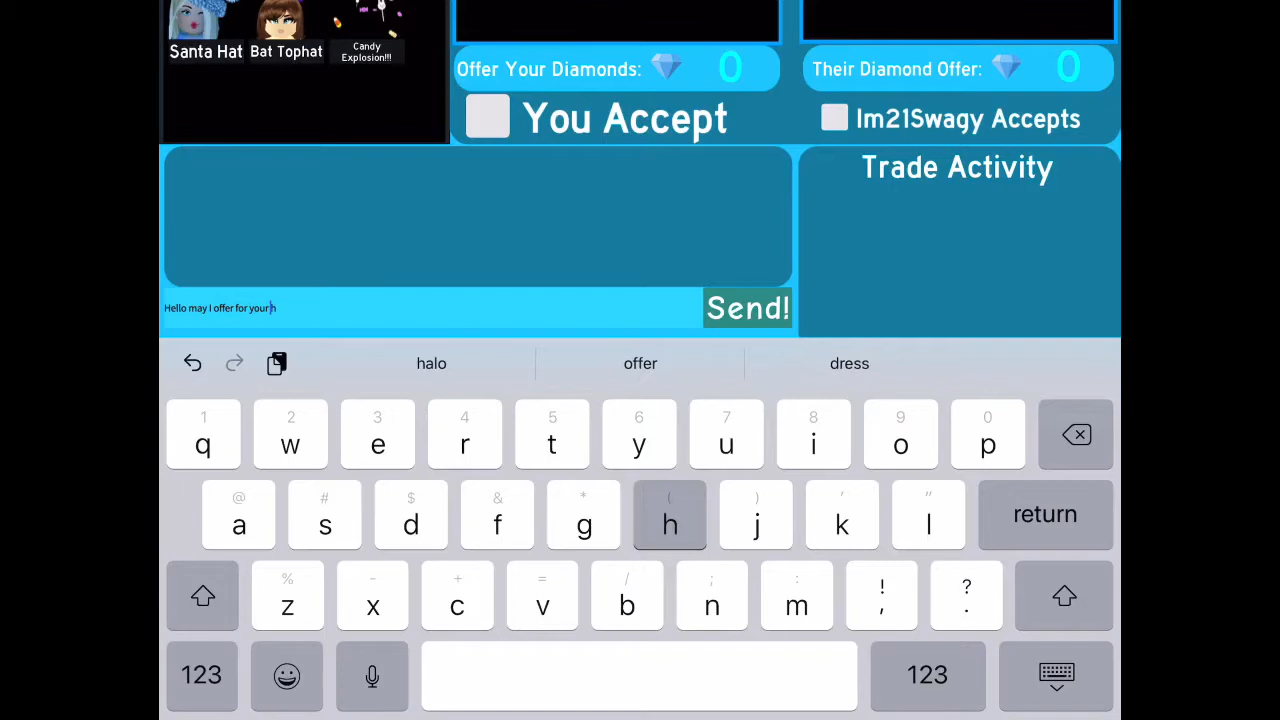 Santa Hat
Bat Tophat
Candy
Explosion!!!
Offer Your Diamonds: 0
Their Diamond Offer: 0
You Accept
Im21Swagy Accepts
Trade Activity
Hello may I offer for your h
Send!
halo offer dress
1 2 3 4 5 6 7 8 9 0
q w e r t y u i o p
@ # $ & * ( ) ' "
a s d f g h j k l return
% - + = / ; : ! ?
z x c v b n m , .
123 123